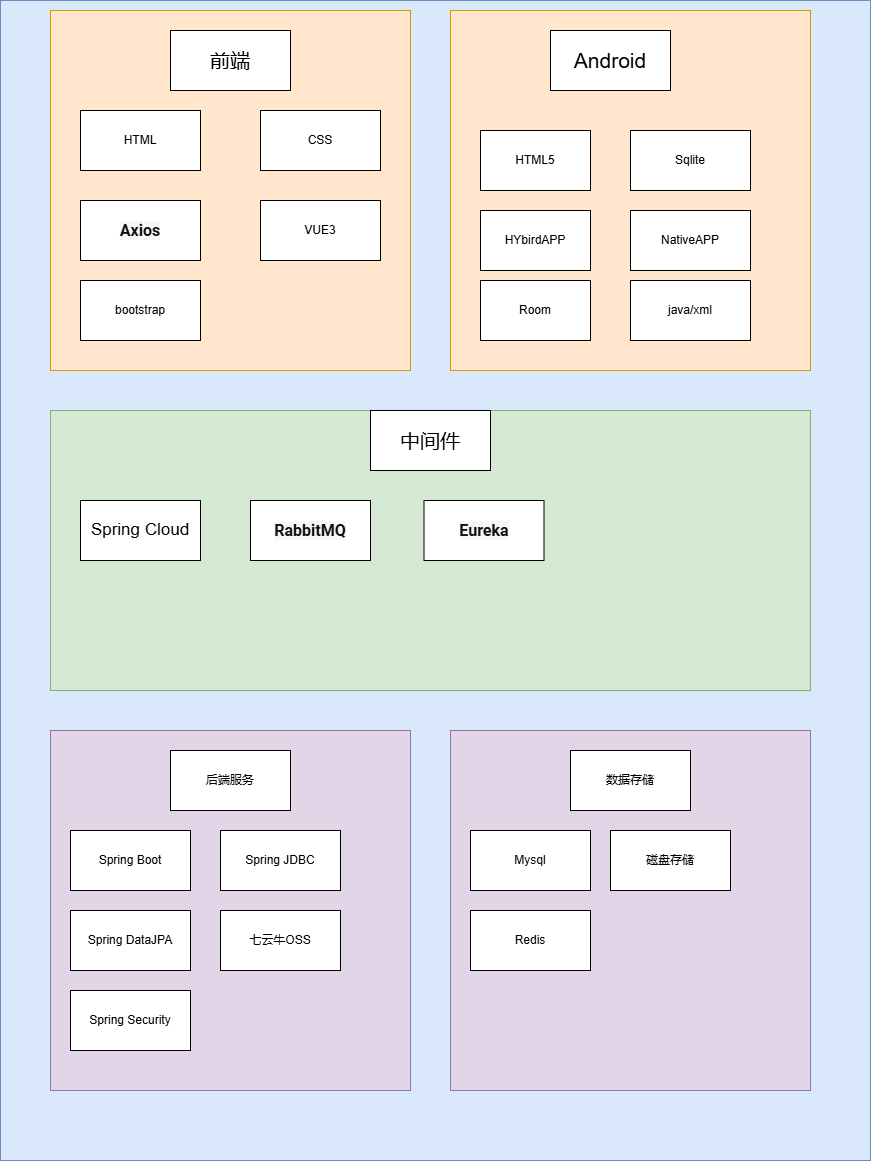 前端
HTML
CSS
Axios
VUE3
bootstrap
Android
HTML5
Sqlite
HYbirdAPP
NativeAPP
Room
java/xml
中间件
Spring Cloud
RabbitMQ
Eureka
后端服务
Spring Boot
Spring JDBC
Spring DataJPA
七云牛OSS
Spring Security
数据存储
Mysql
磁盘存储
Redis